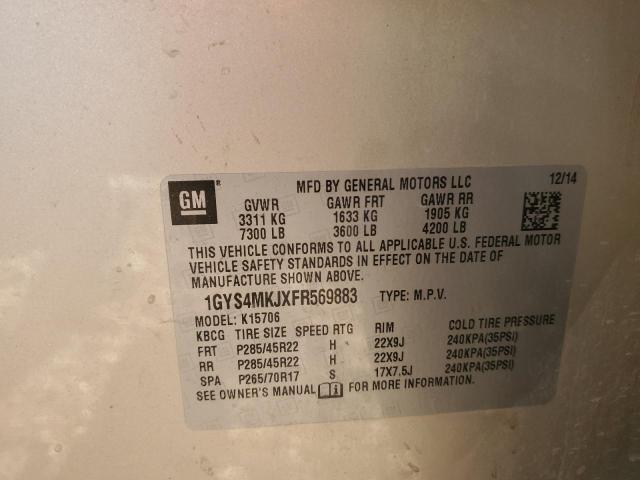 GM
®
MFD BY GENERAL MOTORS LLC 12/14
GVWR GAWR FRT GAWR RR
3311 KG 1633 KG 1905 KG
7300 LB 3600 LB 4200 LB
THIS VEHICLE CONFORMS TO ALL APPLICABLE U.S. FEDERAL MOTOR
VEHICLE SAFETY STANDARDS IN EFFECT ON THE DATE OF
MANUFACTURE SHOWN ABOVE.
1GYS4MKJXFR569883 TYPE: M.P.V.
MODEL: K15706
KBCG TIRE SIZE SPEED RTG RIM COLD TIRE PRESSURE
FRT P285/45R22 H 22X9J 240KPA(35PSI)
RR P285/45R22 H 22X9J 240KPA(35PSI)
SPA P265/70R17 S 17X7.5J 240KPA(35PSI)
SEE OWNER'S MANUAL FOR MORE INFORMATION.